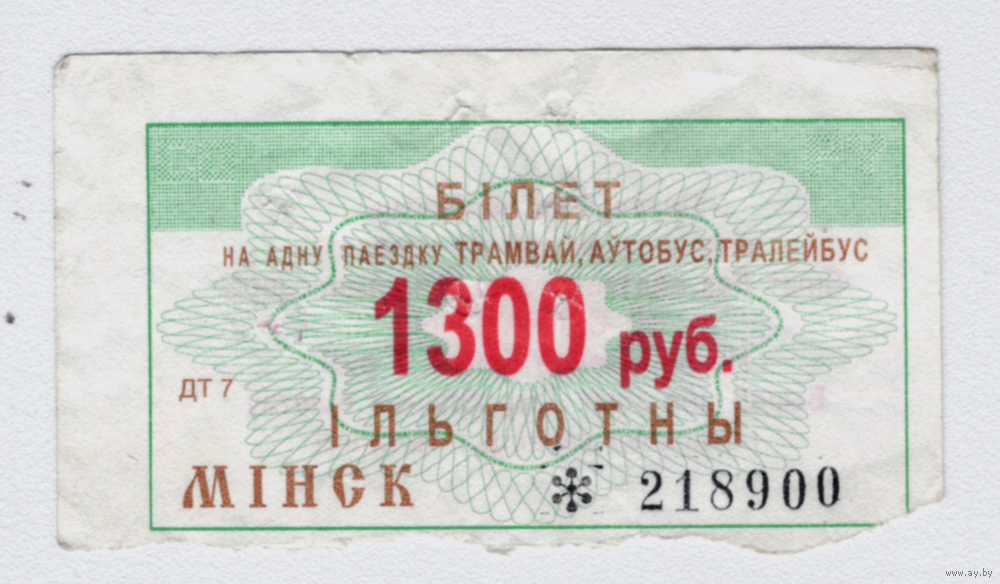 БІЛЕТ
НА АДНУ ПАЕЗДКУ ТРАМВАЙ, АЎТОБУС, ТРАЛЕЙБУС
1300 руб.
ДТ 7
ІЛЬГОТНЫ
МІНСК * 218900
www.ay.by